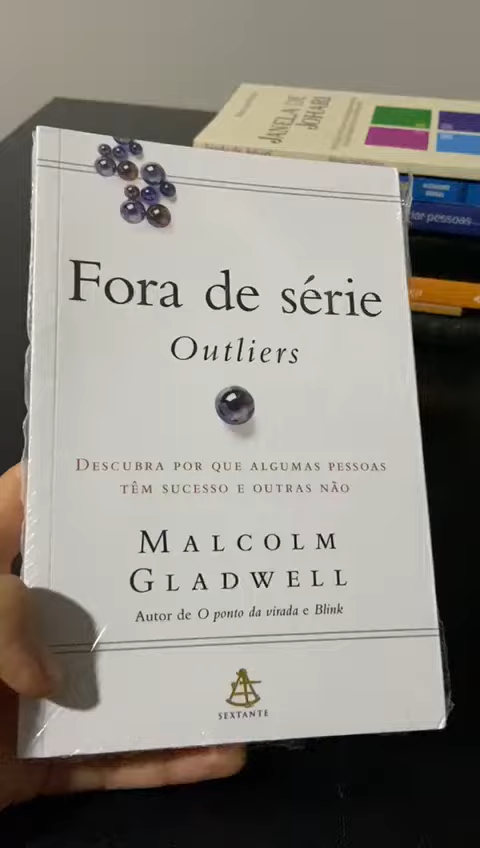 Fora de série
Outliers
DESCUBRA POR QUE ALGUMAS PESSOAS
TÊM SUCESSO E OUTRAS NÃO
MALCOLM
GLADWELL
Autor de O ponto da virada e Blink
SEXTANTE
JANELA DE
JOHARI
pessoas